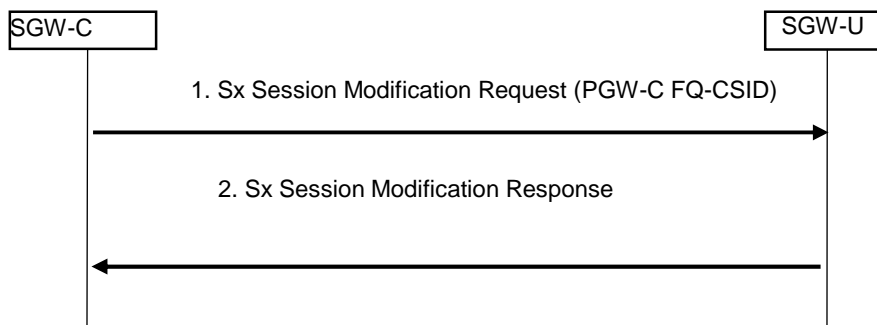 SGW-C
SGW-U
1. Sx Session Modification Request (PGW-C FQ-CSID)
2. Sx Session Modification Response